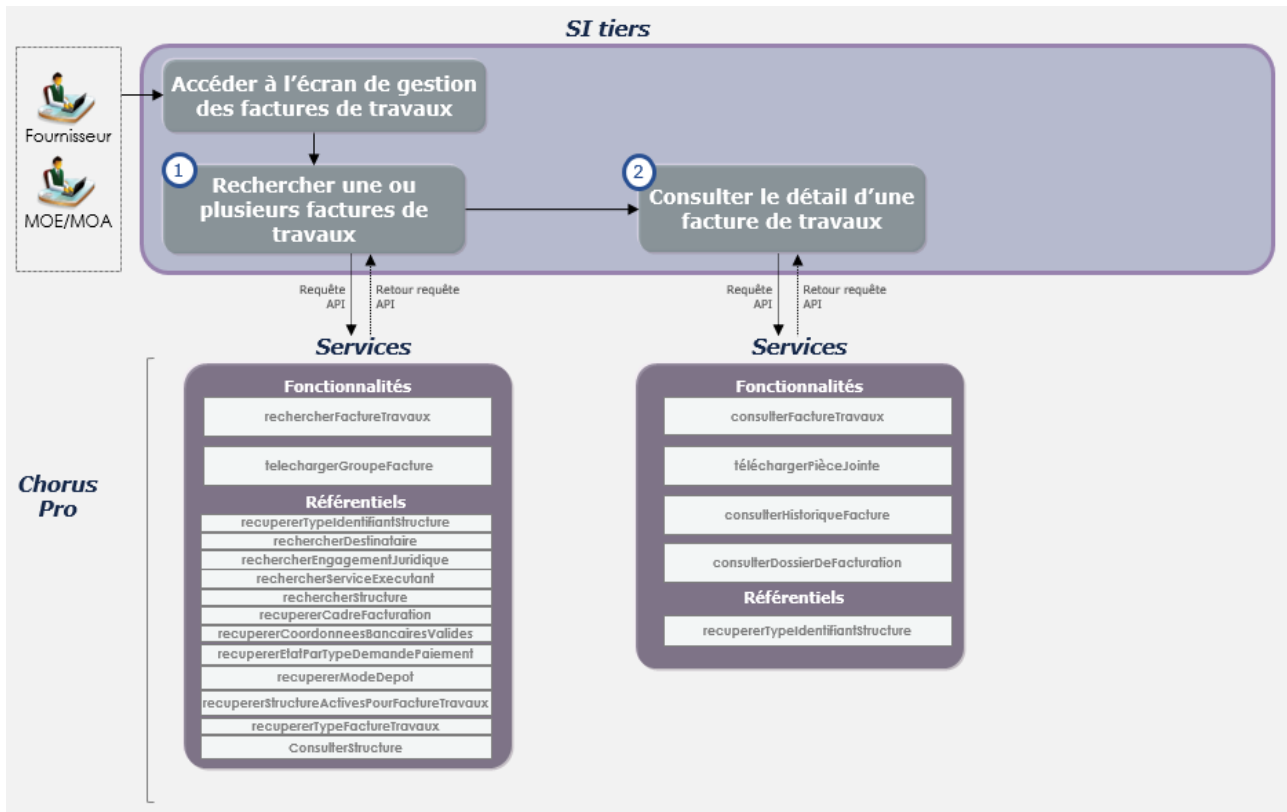 SI tiers
Fournisseur
MOE/MOA
Accéder à l'écran de gestion
des factures de travaux
1
Rechercher une ou
plusieurs factures de
travaux
2
Consulter le détail d'une
facture de travaux
Requête
API
Retour requête
API
Requête
API
Retour requête
API
Chorus
Pro
Services
Fonctionnalités
rechercherFactureTravaux
telechargerGroupeFacture
Référentiels
recupererTypeIdentifiantStructure
rechercherDestinataire
rechercherEngagementJuridique
rechercherServiceExecutant
rechercherStructure
recupererCadreFacturation
recupererCoordonneesBancairesValides
recupererEtatParTypeDemandePaiement
recupererModeDepot
recupererStructureActivesPourFactureTravaux
recupererTypeFactureTravaux
ConsulterStructure
Services
Fonctionnalités
consulterFactureTravaux
téléchargerPièceJointe
consulterHistoriqueFacture
consulterDossierDeFacturation
Référentiels
recupererTypeIdentifiantStructure